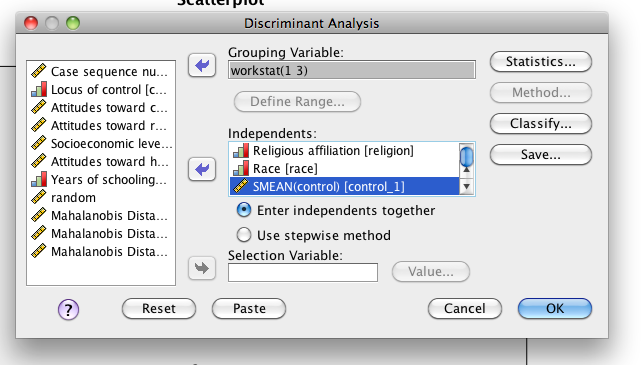 Scatterplot
Discriminant Analysis
Case sequence nu...
Locus of control [c...
Attitudes toward c...
Attitudes toward r...
Socioeconomic leve...
Attitudes toward h...
Years of schooling...
random
Mahalanobis Dista...
Mahalanobis Dista...
Mahalanobis Dista...
Grouping Variable:
workstat(1 3)
Define Range...
Independents:
Religious affiliation [religion]
Race [race]
SMEAN(control) [control_1]
Enter independents together
Use stepwise method
Selection Variable:
Value...
Statistics...
Method...
Classify...
Save...
?
Reset
Paste
Cancel
OK